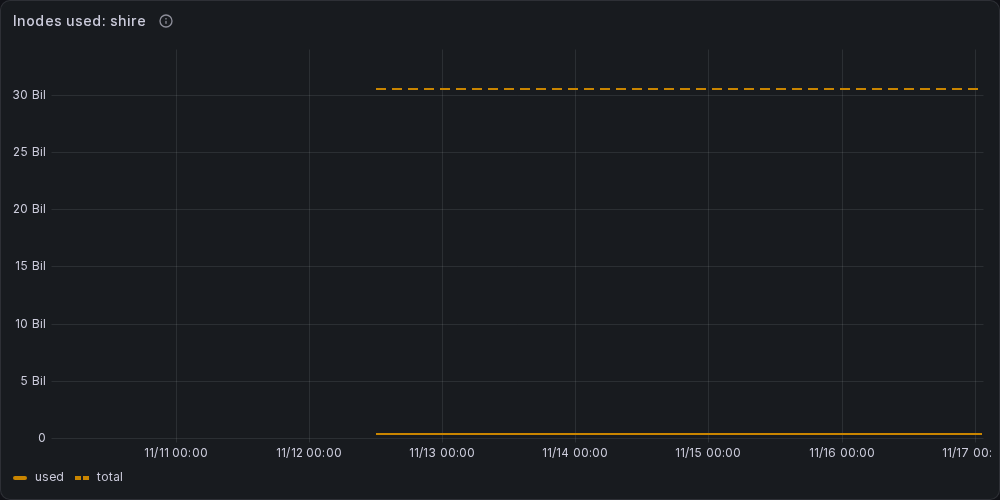 Inodes used: shire
30 Bil
25 Bil
20 Bil
15 Bil
10 Bil
5 Bil
0
11/11 00:00 11/12 00:00 11/13 00:00 11/14 00:00 11/15 00:00 11/16 00:00 11/17 00:
used total